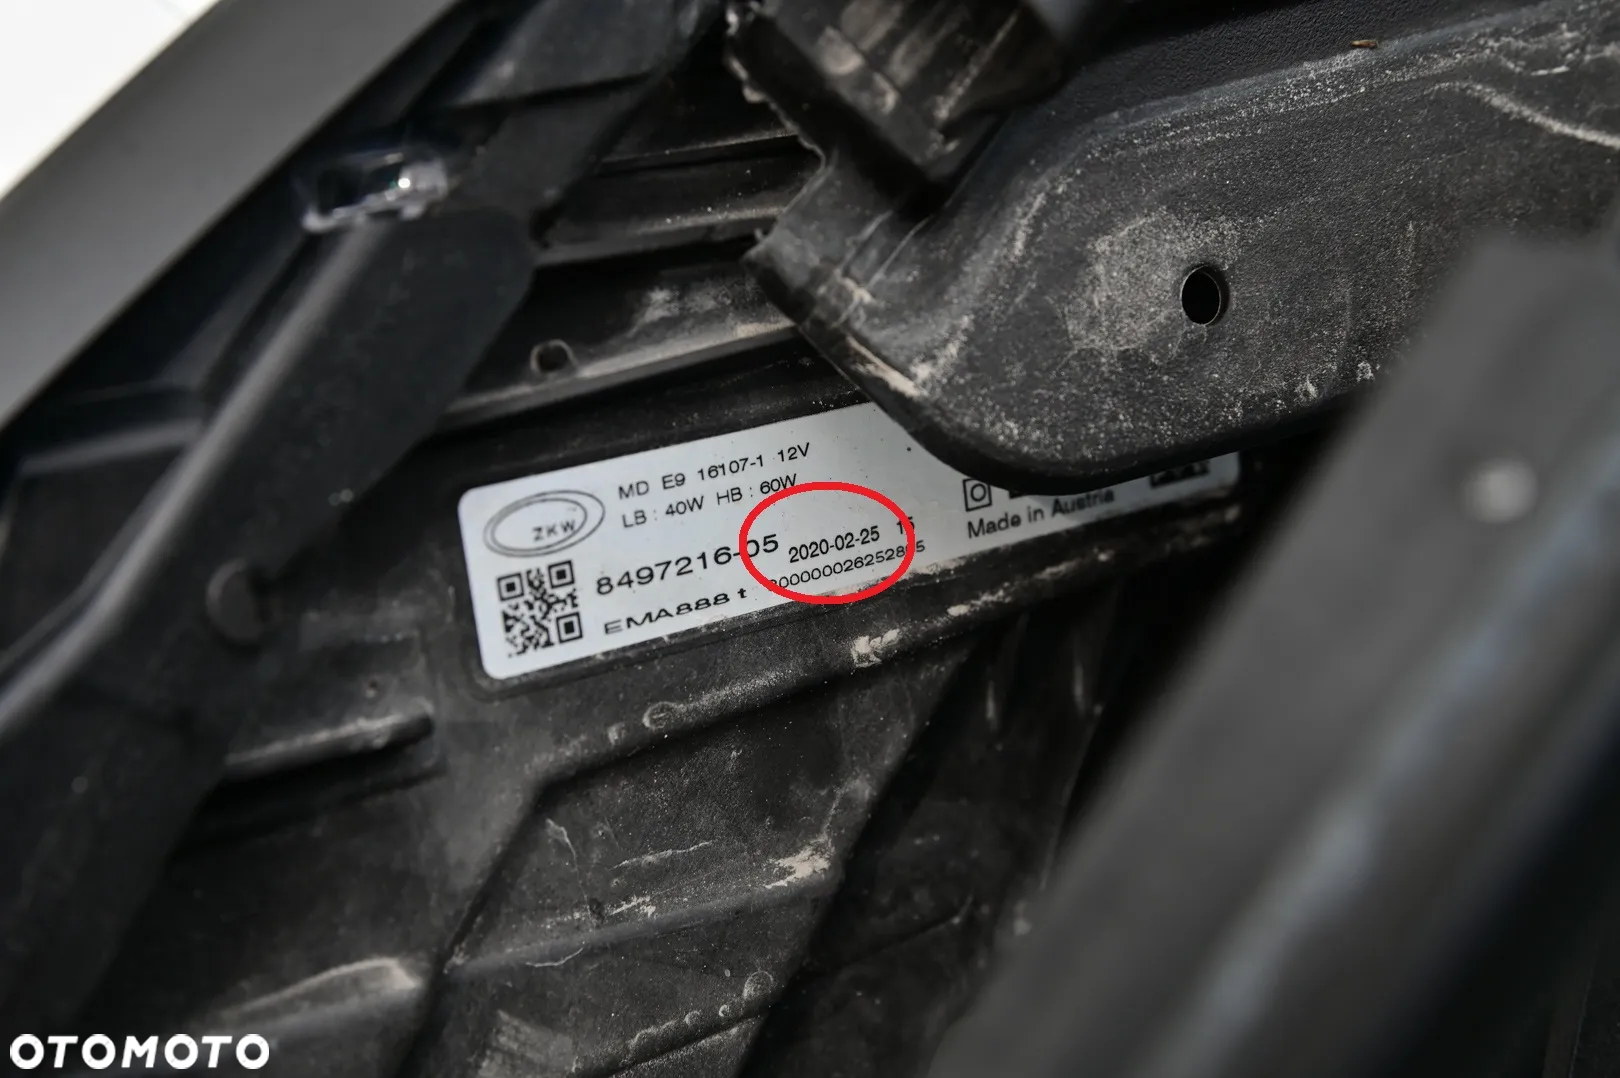 ZKW
MD E9 16107-1 12V
LB : 40W HB : 60W
8497216-05 2020-02-25 15
EMA888 t
Made in Austria
OTOMOTO